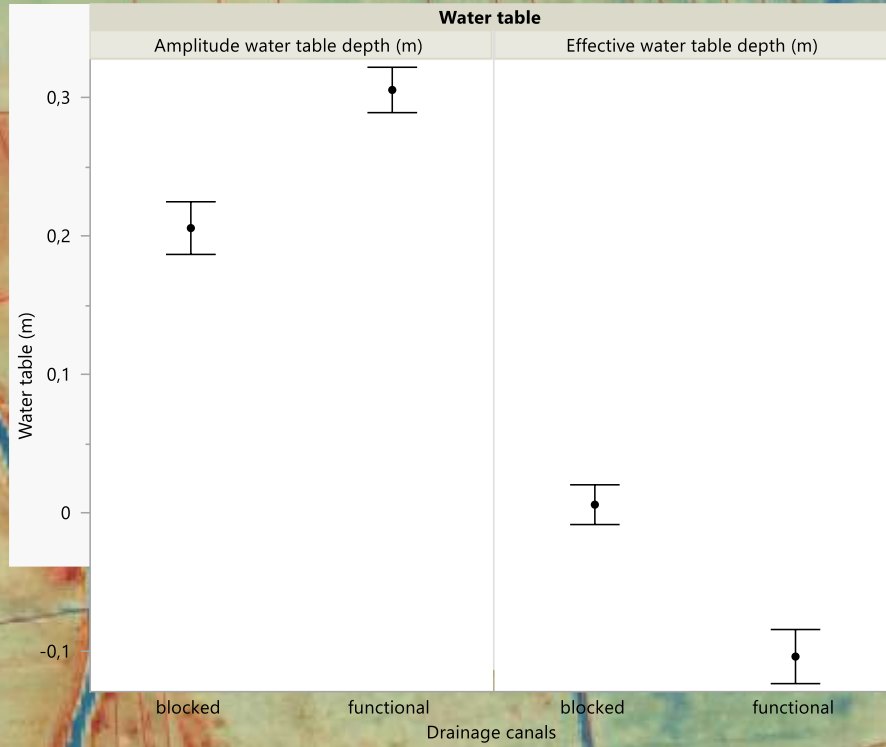 Water table
Amplitude water table depth (m) Effective water table depth (m)
Water table (m)
0,3
0,2
0,1
0
-0,1
blocked functional blocked functional
Drainage canals